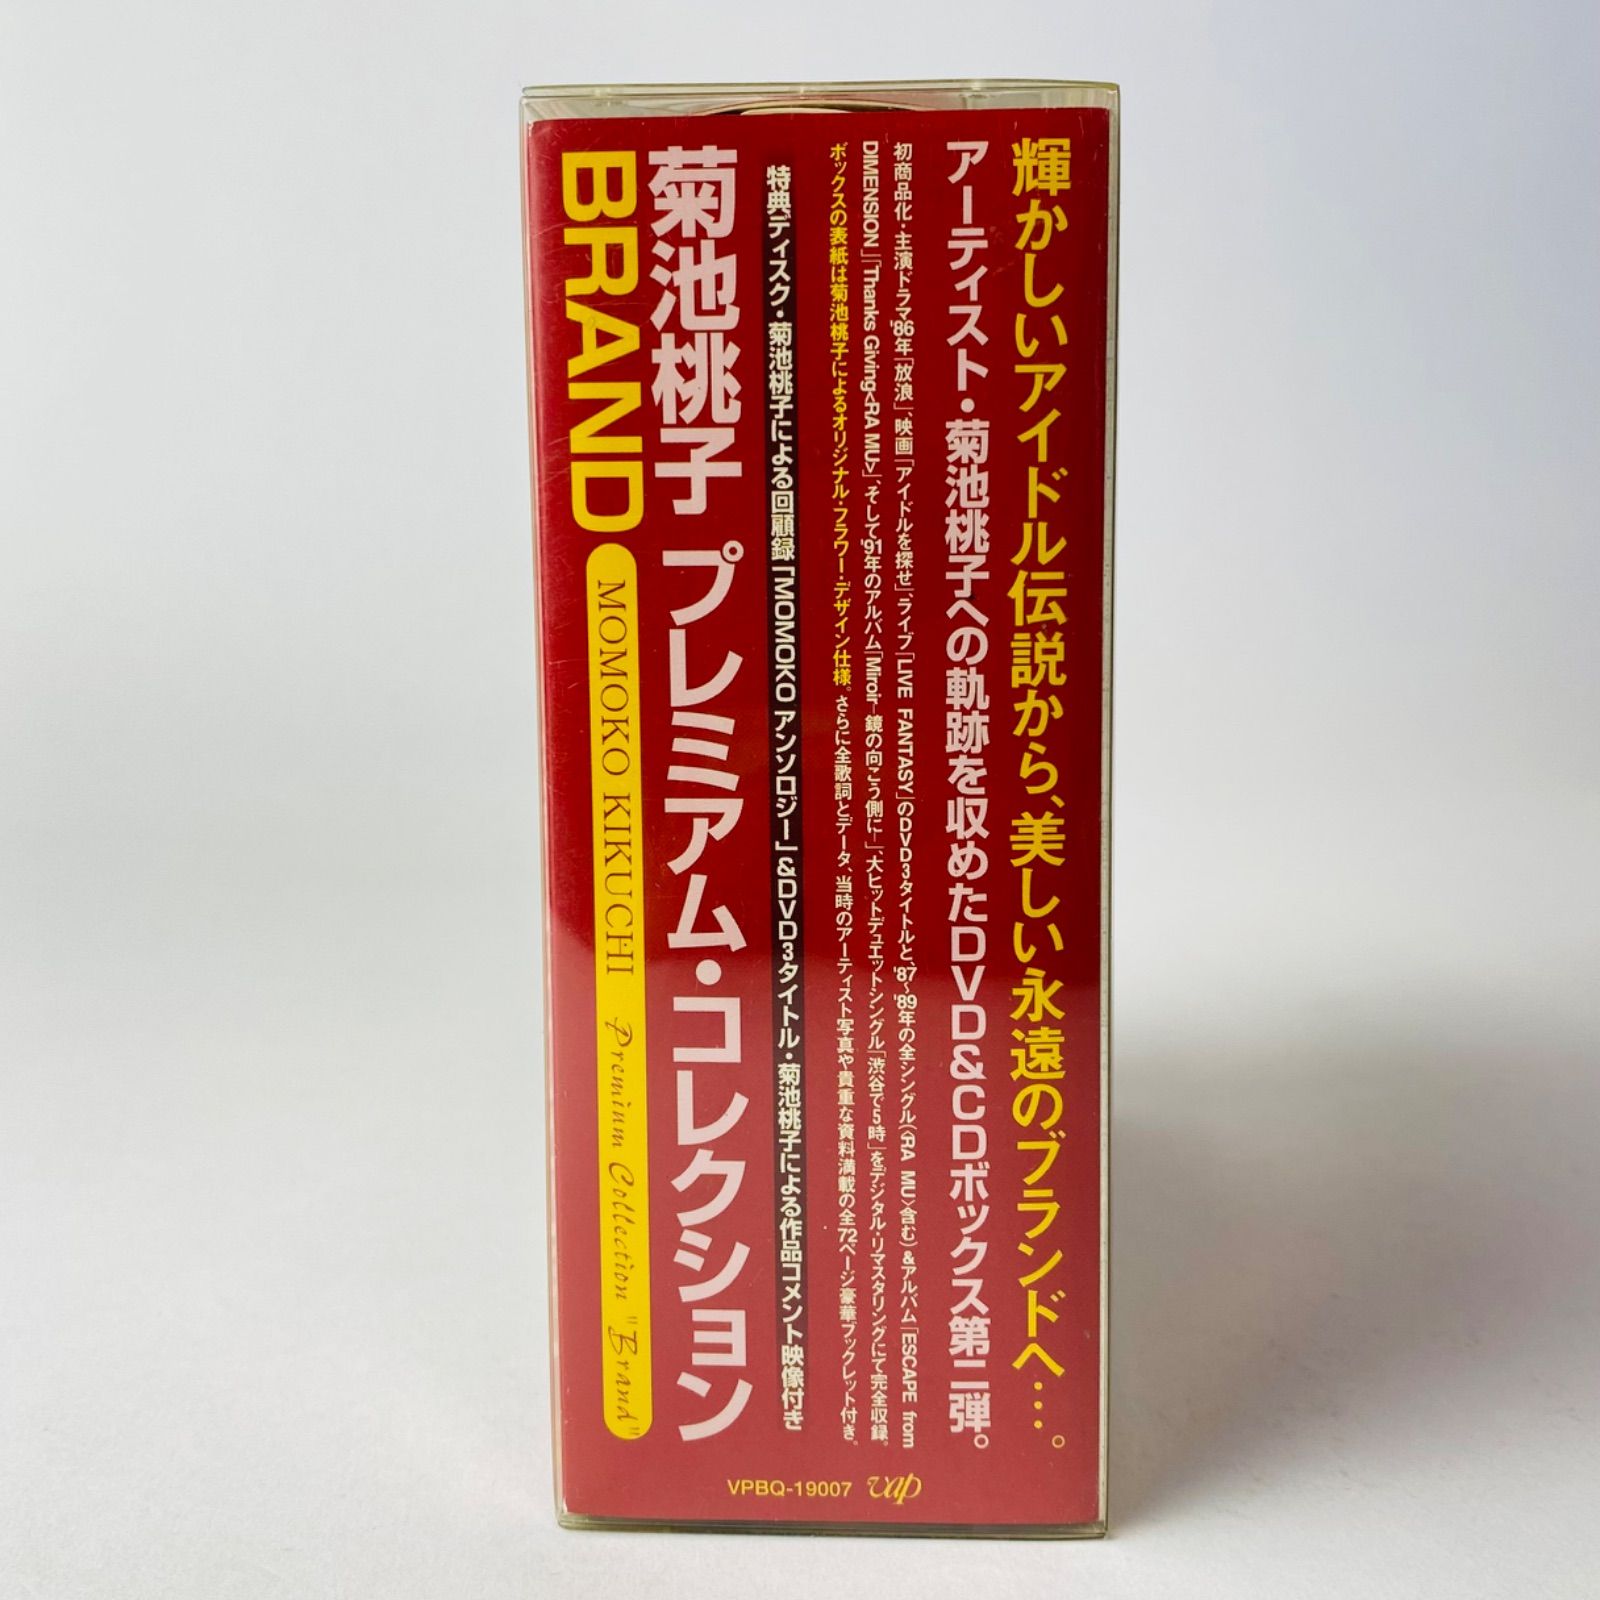 輝かしいアイドル伝説から、美しい永遠のブランドへ…。
アーティスト・菊池桃子への軌跡を収めたDVD&CDボックス第二弾。
初商品化・主演ドラマ'86年「放浪」、映画「アイドルを探せ」、ライブ「LIVE FANTASY」のDVD3タイトルと、'87〜'89年の全シングル(〈RA MU〉含む)&アルバム「ESCAPE from
DIMENSION」「Thanks Giving<RA MU>」、そして'91年のアルバム「Miroir–鏡の向こう側に–」、大ヒットデュエットシングル「渋谷で5時」をデジタル・リマスタリングにて完全収録。
ボックスの表紙は菊池桃子によるオリジナル・フラワー・デザイン仕様。さらに全歌詞とデータ、当時のアーティスト写真や貴重な資料満載の全72ページ豪華ブックレット付き。
特典ディスク・菊池桃子による回顧録「MOMOKO アンソロジー」&DVD3タイトル・菊池桃子による作品コメント映像付き
菊池桃子 プレミアム・コレクション
BRAND
MOMOKO KIKUCHI Premium Collection "Brand"
VPBQ-19007 vap